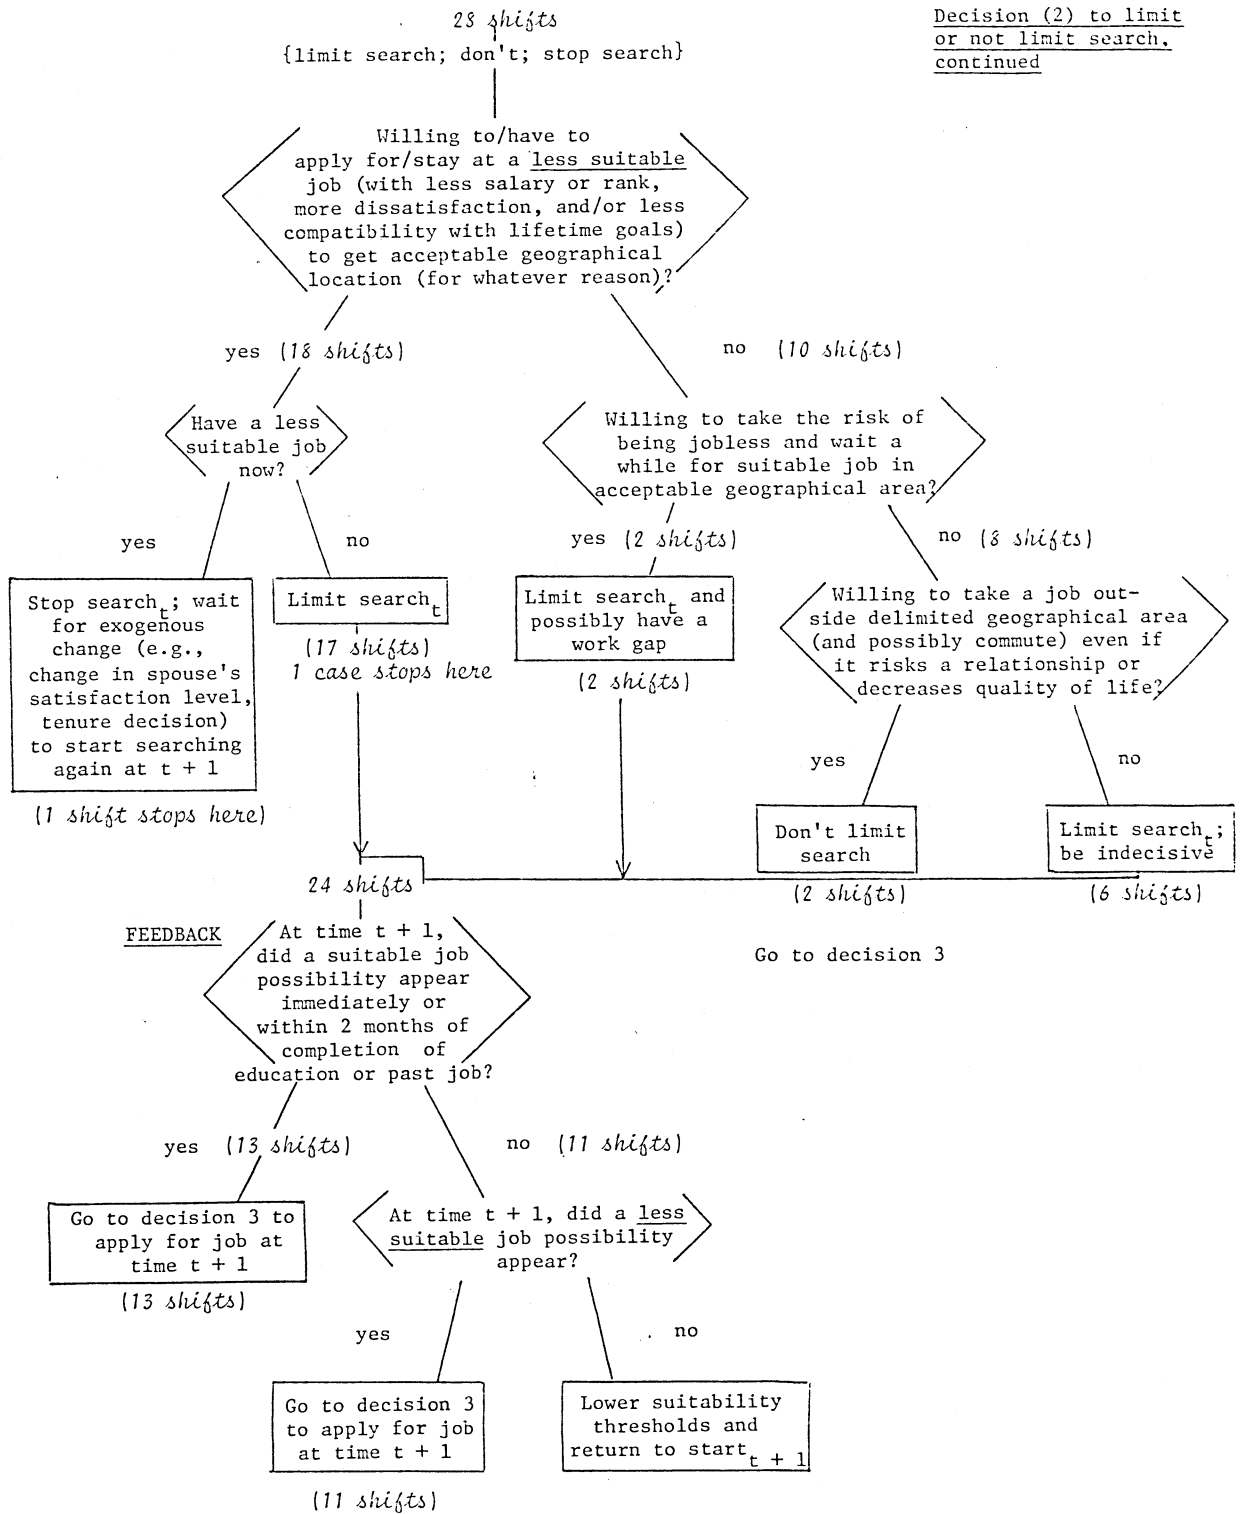 28 shifts
{limit search; don't; stop search}
Decision (2) to limit
or not limit search,
continued
Willing to/have to
apply for/stay at a less suitable
job (with less salary or rank,
more dissatisfaction, and/or less
compatibility with lifetime goals)
to get acceptable geographical
location (for whatever reason)?
yes (18 shifts)
no (10 shifts)
Have a less
suitable job
now?
Willing to take the risk of
being jobless and wait a
while for suitable job in
acceptable geographical area?
yes
no
yes (2 shifts)
no (8 shifts)
Stop search t; wait
for exogenous
change (e.g.,
change in spouse's
satisfaction level,
tenure decision)
to start searching
again at t + 1
(1 shift stops here)
Limit search t
(17 shifts)
1 case stops here
Limit search t and
possibly have a
work gap
(2 shifts)
Willing to take a job out-
side delimited geographical area
(and possibly commute) even if
it risks a relationship or
decreases quality of life?
yes
no
Don't limit
search
(2 shifts)
Limit search t;
be indecisive
(6 shifts)
24 shifts
FEEDBACK
At time t + 1,
did a suitable job
possibility appear
immediately or
within 2 months of
completion of
education or past job?
Go to decision 3
yes (13 shifts)
no (11 shifts)
Go to decision 3 to
apply for job at
time t + 1
(13 shifts)
At time t + 1, did a less
suitable job possibility
appear?
yes
no
Go to decision 3
to apply for job
at time t + 1
(11 shifts)
Lower suitability
thresholds and
return to start t + 1